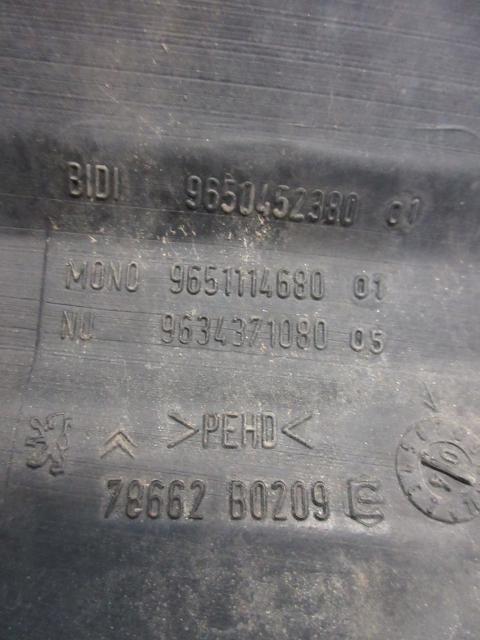 BIDI 9650452380 c0
MONO 9651114680 01
NU 9634371080 05
>PEHD<
78662 B0209 E